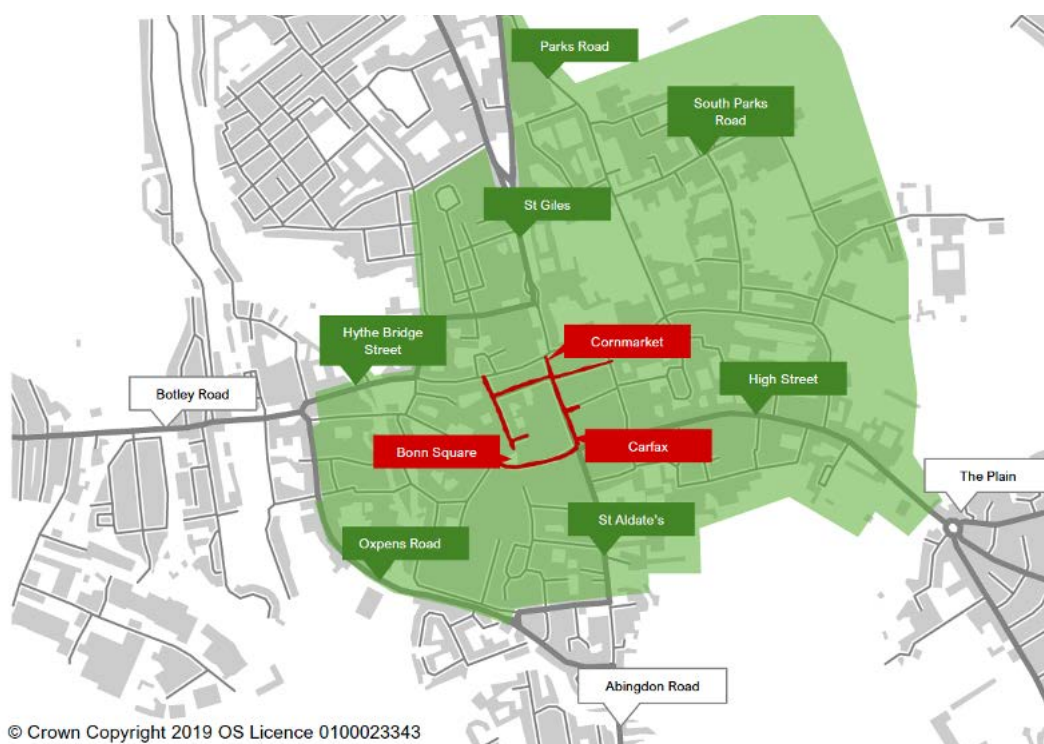 Parks Road
South Parks
Road
St Giles
Cornmarket
Hythe Bridge
Street
High Street
Botley Road
Bonn Square
Carfax
The Plain
St Aldate's
Oxpens Road
Abingdon Road
© Crown Copyright 2019 OS Licence 0100023343